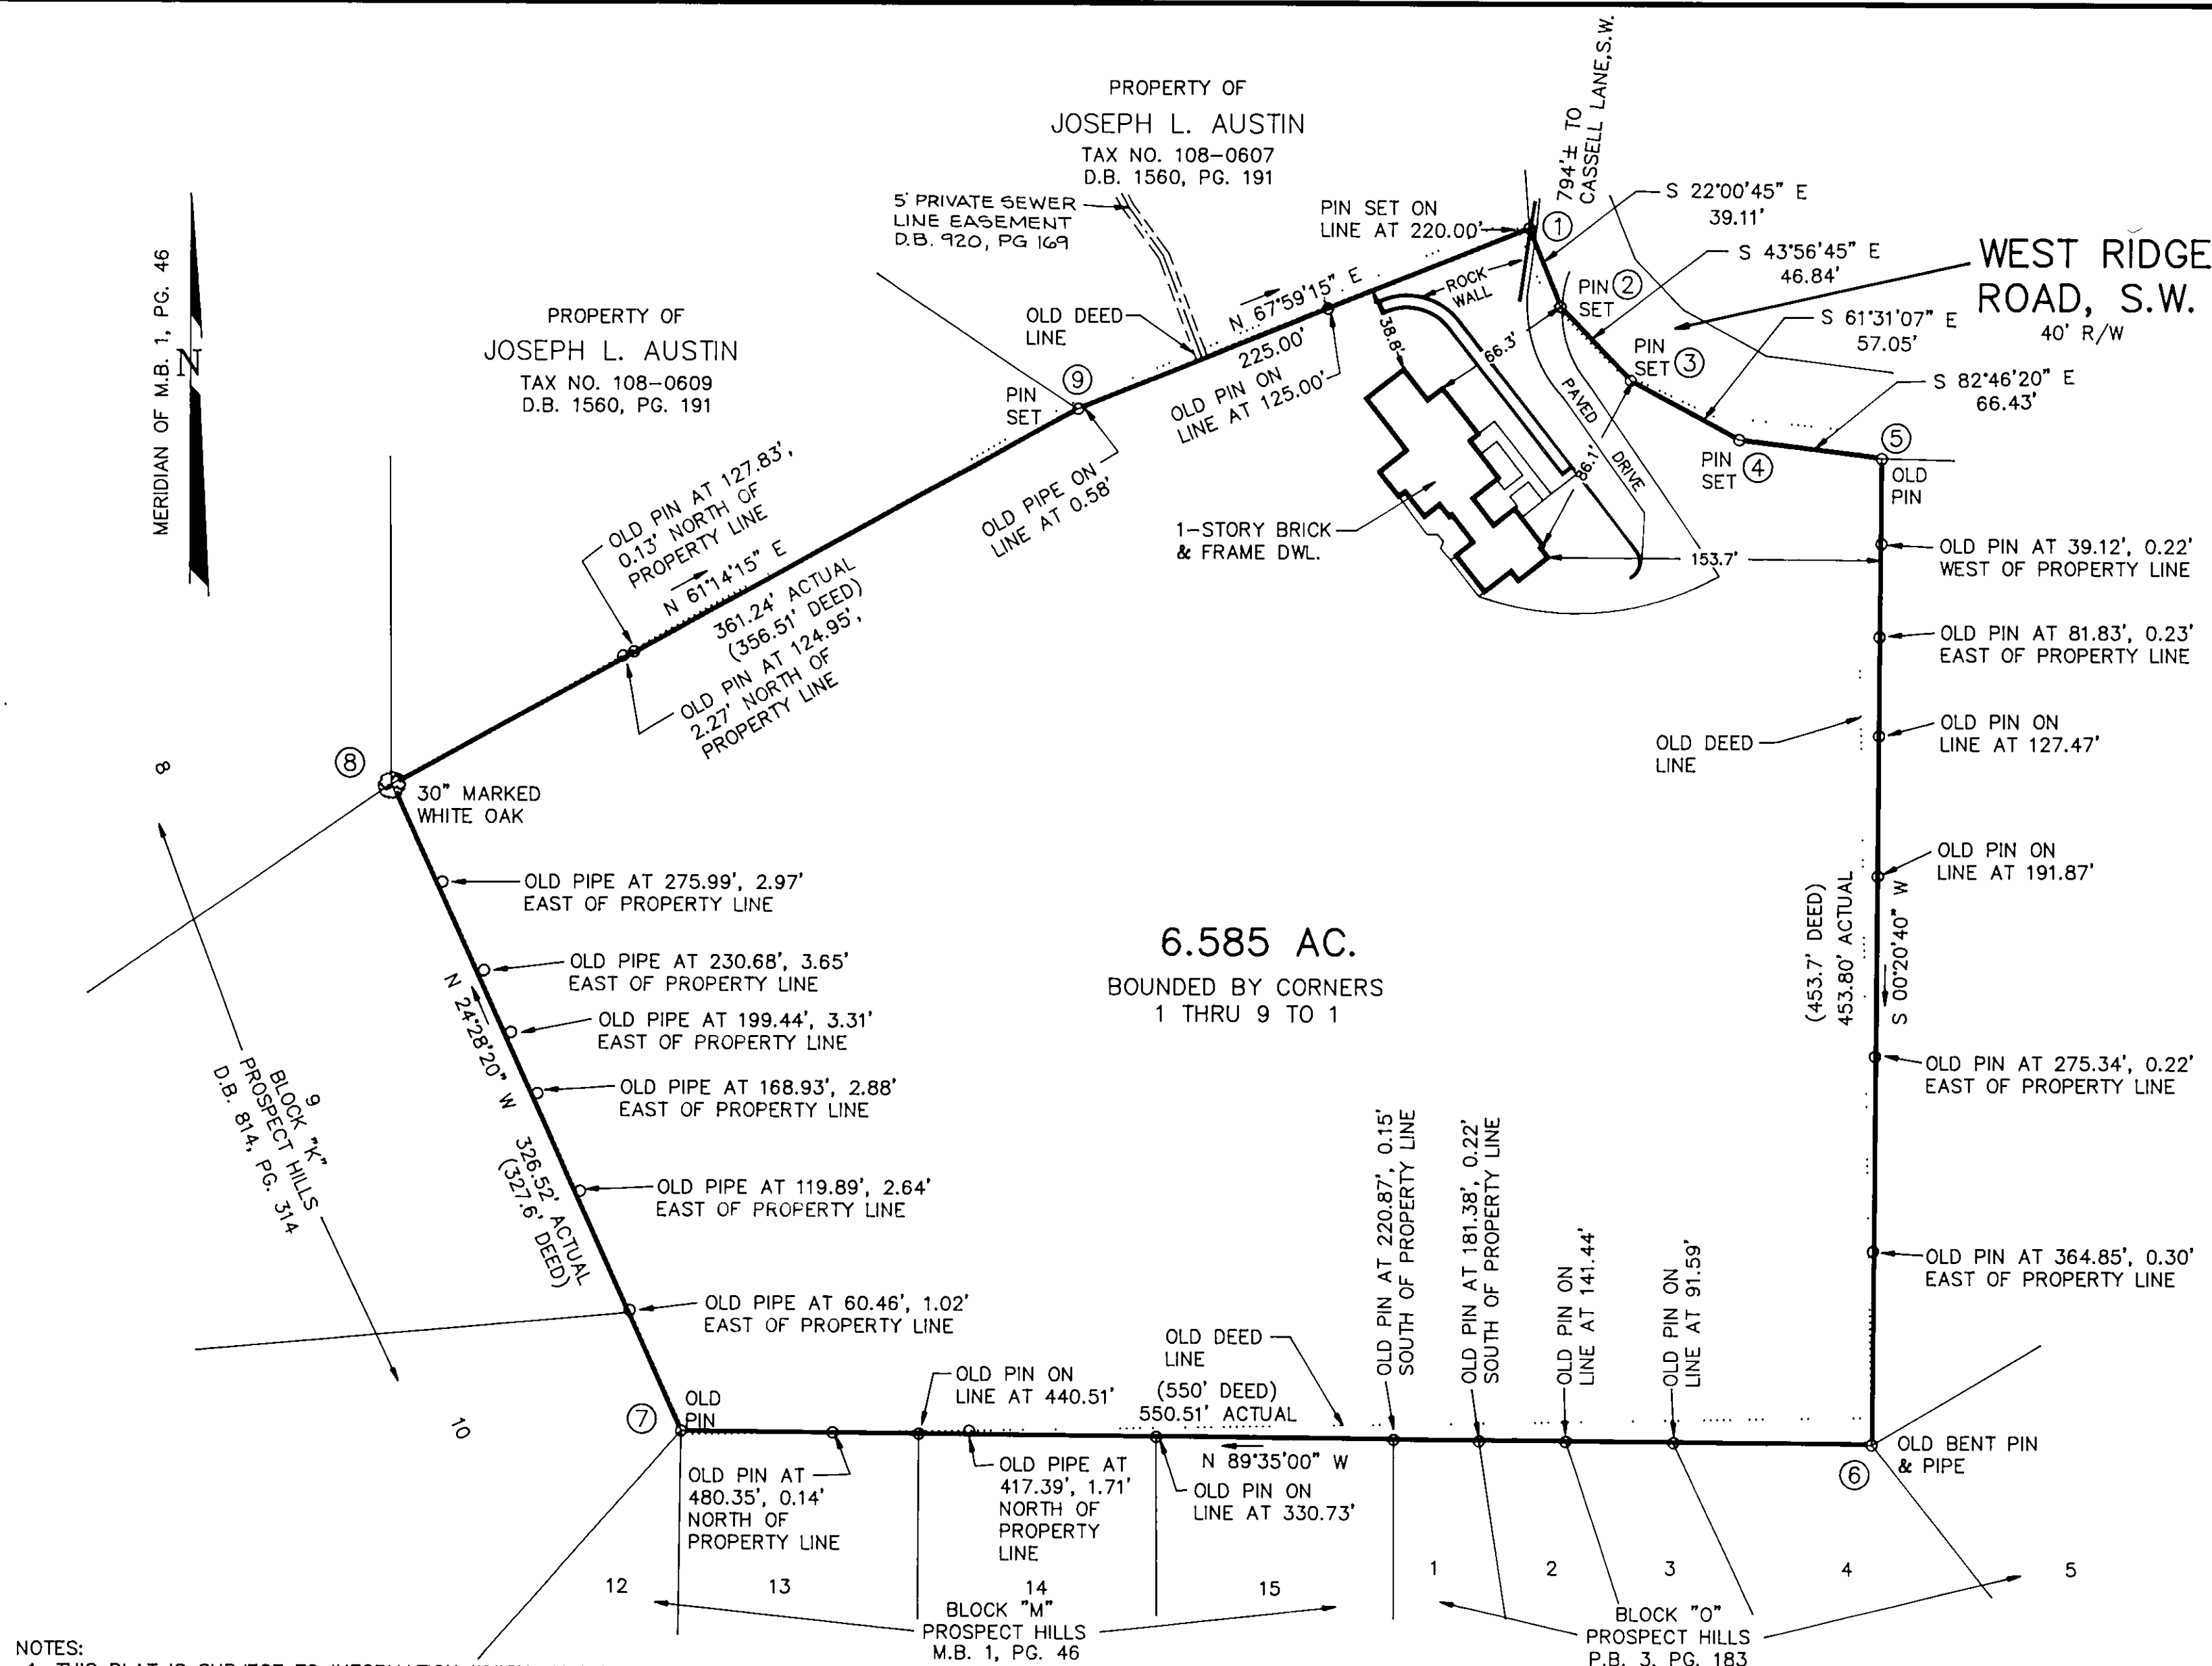 PROPERTY OF
JOSEPH L. AUSTIN
TAX NO. 108-0607
D.B. 1560, PG. 191
5' PRIVATE SEWER
LINE EASEMENT
D.B. 920, PG 169
794'± TO
CASSELL LANE,S.W.
PIN SET ON
LINE AT 220.00'
1
S 22°00'45" E
39.11'
S 43°56'45" E
46.84'
WEST RIDGE
ROAD, S.W.
40' R/W
S 61°31'07" E
57.05'
S 82°46'20" E
66.43'
MERIDIAN OF M.B. 1, PG. 46
N
PROPERTY OF
JOSEPH L. AUSTIN
TAX NO. 108-0609
D.B. 1560, PG. 191
OLD DEED
LINE
N 67°59'15" E
225.00'
OLD PIN ON
LINE AT 125.00'
ROCK
WALL
38.8'
66.3'
PIN
SET
2
PIN
SET
3
PAVED
DRIVE
86.1'
PIN
SET
4
5
OLD
PIN
9
PIN
SET
OLD PIPE ON
LINE AT 0.58'
1-STORY BRICK
& FRAME DWL.
153.7'
OLD PIN AT 39.12', 0.22'
WEST OF PROPERTY LINE
OLD PIN AT 81.83', 0.23'
EAST OF PROPERTY LINE
OLD PIN AT 127.83',
0.13' NORTH OF
PROPERTY LINE
N 61°14'15" E
361.24' ACTUAL
(356.51' DEED)
OLD PIN AT 124.95',
2.27' NORTH OF
PROPERTY LINE
OLD DEED
LINE
OLD PIN ON
LINE AT 127.47'
8
30" MARKED
WHITE OAK
8
OLD PIN ON
LINE AT 191.87'
(453.7' DEED)
453.80' ACTUAL
S 00°20'40" W
OLD PIPE AT 275.99', 2.97'
EAST OF PROPERTY LINE
OLD PIPE AT 230.68', 3.65'
EAST OF PROPERTY LINE
OLD PIPE AT 199.44', 3.31'
EAST OF PROPERTY LINE
OLD PIPE AT 168.93', 2.88'
EAST OF PROPERTY LINE
OLD PIPE AT 119.89', 2.64'
EAST OF PROPERTY LINE
OLD PIPE AT 60.46', 1.02'
EAST OF PROPERTY LINE
6.585 AC.
BOUNDED BY CORNERS
1 THRU 9 TO 1
N 24°28'20" W
326.52' ACTUAL
(327.6' DEED)
9
BLOCK "K"
PROSPECT HILLS
D.B. 814, PG. 314
10
OLD PIN AT 275.34', 0.22'
EAST OF PROPERTY LINE
OLD PIN AT 364.85', 0.30'
EAST OF PROPERTY LINE
OLD PIN AT 220.87', 0.15'
SOUTH OF PROPERTY LINE
OLD PIN AT 181.38', 0.22'
SOUTH OF PROPERTY LINE
OLD PIN ON
LINE AT 141.44'
OLD PIN ON
LINE AT 91.59'
7
OLD
PIN
OLD PIN ON
LINE AT 440.51'
OLD DEED
LINE
(550' DEED)
550.51' ACTUAL
N 89°35'00" W
OLD PIN AT
480.35', 0.14'
NORTH OF
PROPERTY LINE
OLD PIPE AT
417.39', 1.71'
NORTH OF
PROPERTY
LINE
OLD PIN ON
LINE AT 330.73'
OLD BENT PIN
& PIPE
6
12
13
14
15
1
2
3
4
5
BLOCK "M"
PROSPECT HILLS
M.B. 1, PG. 46
BLOCK "O"
PROSPECT HILLS
P.B. 3, PG. 183
NOTES: